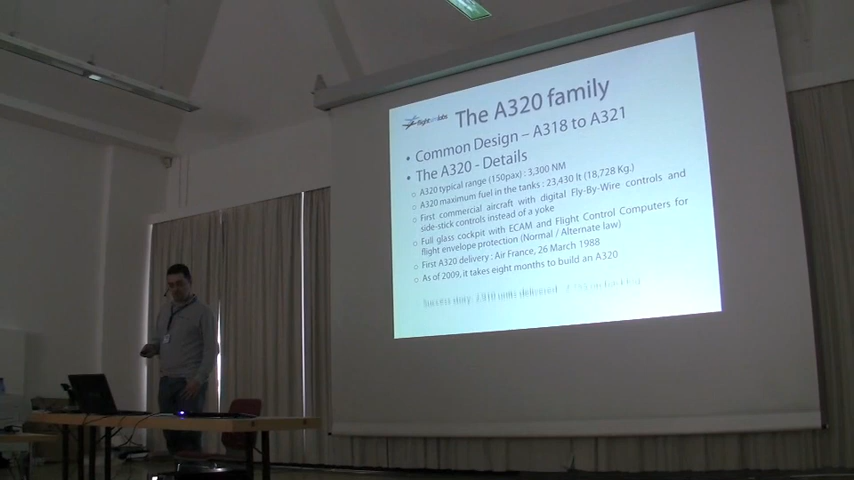 flight labs
The A320 family
• Common Design – A318 to A321
• The A320 - Details
○ A320 typical range (150pax) : 3,300 NM
○ A320 maximum fuel in the tanks : 23,430 lt (18,728 Kg.)
○ First commercial aircraft with digital Fly-By-Wire controls and
side-stick controls instead of a yoke
○ Full glass cockpit with ECAM and Flight Control Computers for
flight envelope protection (Normal / Alternate law)
○ First A320 delivery : Air France, 26 March 1988
○ As of 2009, it takes eight months to build an A320
Success story: